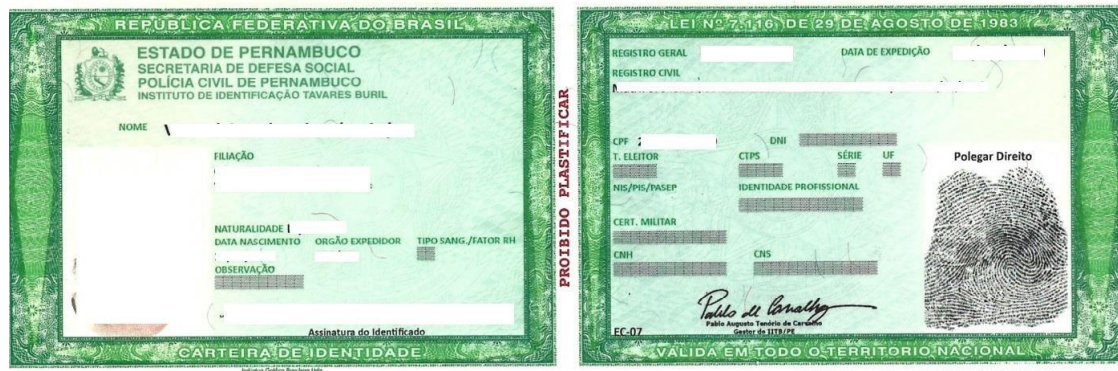 REPÚBLICA FEDERATIVA DO BRASIL
ESTADO DE PERNAMBUCO
SECRETARIA DE DEFESA SOCIAL
POLÍCIA CIVIL DE PERNAMBUCO
INSTITUTO DE IDENTIFICAÇÃO TAVARES BURIL
NOME
FILIAÇÃO
NATURALIDADE
DATA NASCIMENTO ORGÃO EXPEDIDOR TIPO SANG./FATOR RH
OBSERVAÇÃO
Assinatura do Identificado
CARTEIRA DE IDENTIDADE
PROIBIDO PLASTIFICAR
LEI Nº 7.116, DE 29 DE AGOSTO DE 1983
REGISTRO GERAL DATA DE EXPEDIÇÃO
REGISTRO CIVIL
CPF DNI
T. ELEITOR CTPS SÉRIE UF
Polegar Direito
NIS/PIS/PASEP IDENTIDADE PROFISSIONAL
CERT. MILITAR
CNH CNS
Pablo Augusto Tenório de Carvalho
Gestor do IITB/PE
FC-07
VÁLIDA EM TODO O TERRITÓRIO NACIONAL